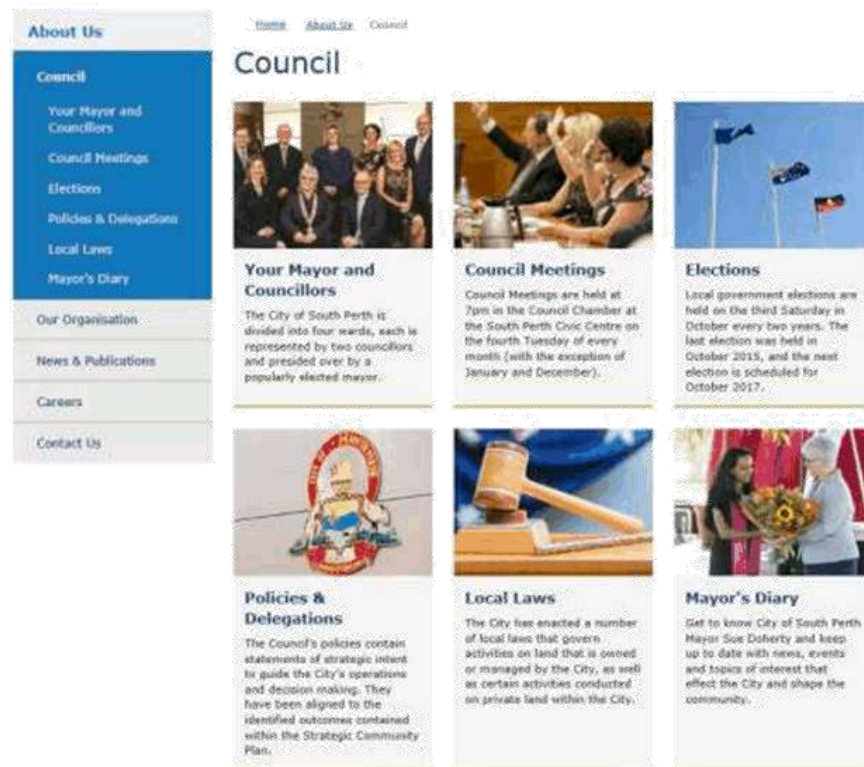 About Us
Council
Your Mayor and
Councillors
Council Meetings
Elections
Policies & Delegations
Local Laws
Mayor's Diary
Our Organisation
News & Publications
Careers
Contact Us
Home About Us Council
Council
Your Mayor and
Councillors
The City of South Perth is
divided into four wards, each is
represented by two councillors
and presided over by a
popularly elected mayor.
Council Meetings
Council Meetings are held at
7pm in the Council Chamber at
the South Perth Civic Centre on
the fourth Tuesday of every
month (with the exception of
January and December).
Elections
Local government elections are
held on the third Saturday in
October every two years. The
last election was held in
October 2015, and the next
election is scheduled for
October 2017.
Policies &
Delegations
The Council's policies contain
statements of strategic intent
to guide the City's operations
and decision making. They
have been aligned to the
identified outcomes contained
within the Strategic Community
Plan.
Local Laws
The City has enacted a number
of local laws that govern
activities on land that is owned
or managed by the City, as well
as certain activities conducted
on private land within the City.
Mayor's Diary
Get to know City of South Perth
Mayor Sue Doherty and keep
up to date with news, events
and topics of interest that
effect the City and shape the
community.